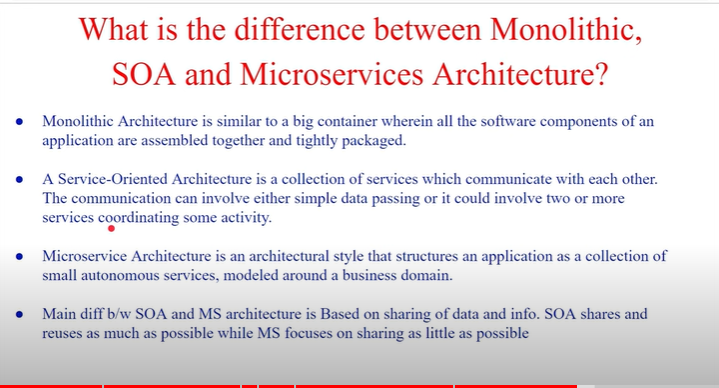 What is the difference between Monolithic,
SOA and Microservices Architecture?
● Monolithic Architecture is similar to a big container wherein all the software components of an
application are assembled together and tightly packaged.
● A Service-Oriented Architecture is a collection of services which communicate with each other.
The communication can involve either simple data passing or it could involve two or more
services coordinating some activity.
● Microservice Architecture is an architectural style that structures an application as a collection of
small autonomous services, modeled around a business domain.
● Main diff b/w SOA and MS architecture is Based on sharing of data and info. SOA shares and
reuses as much as possible while MS focuses on sharing as little as possible